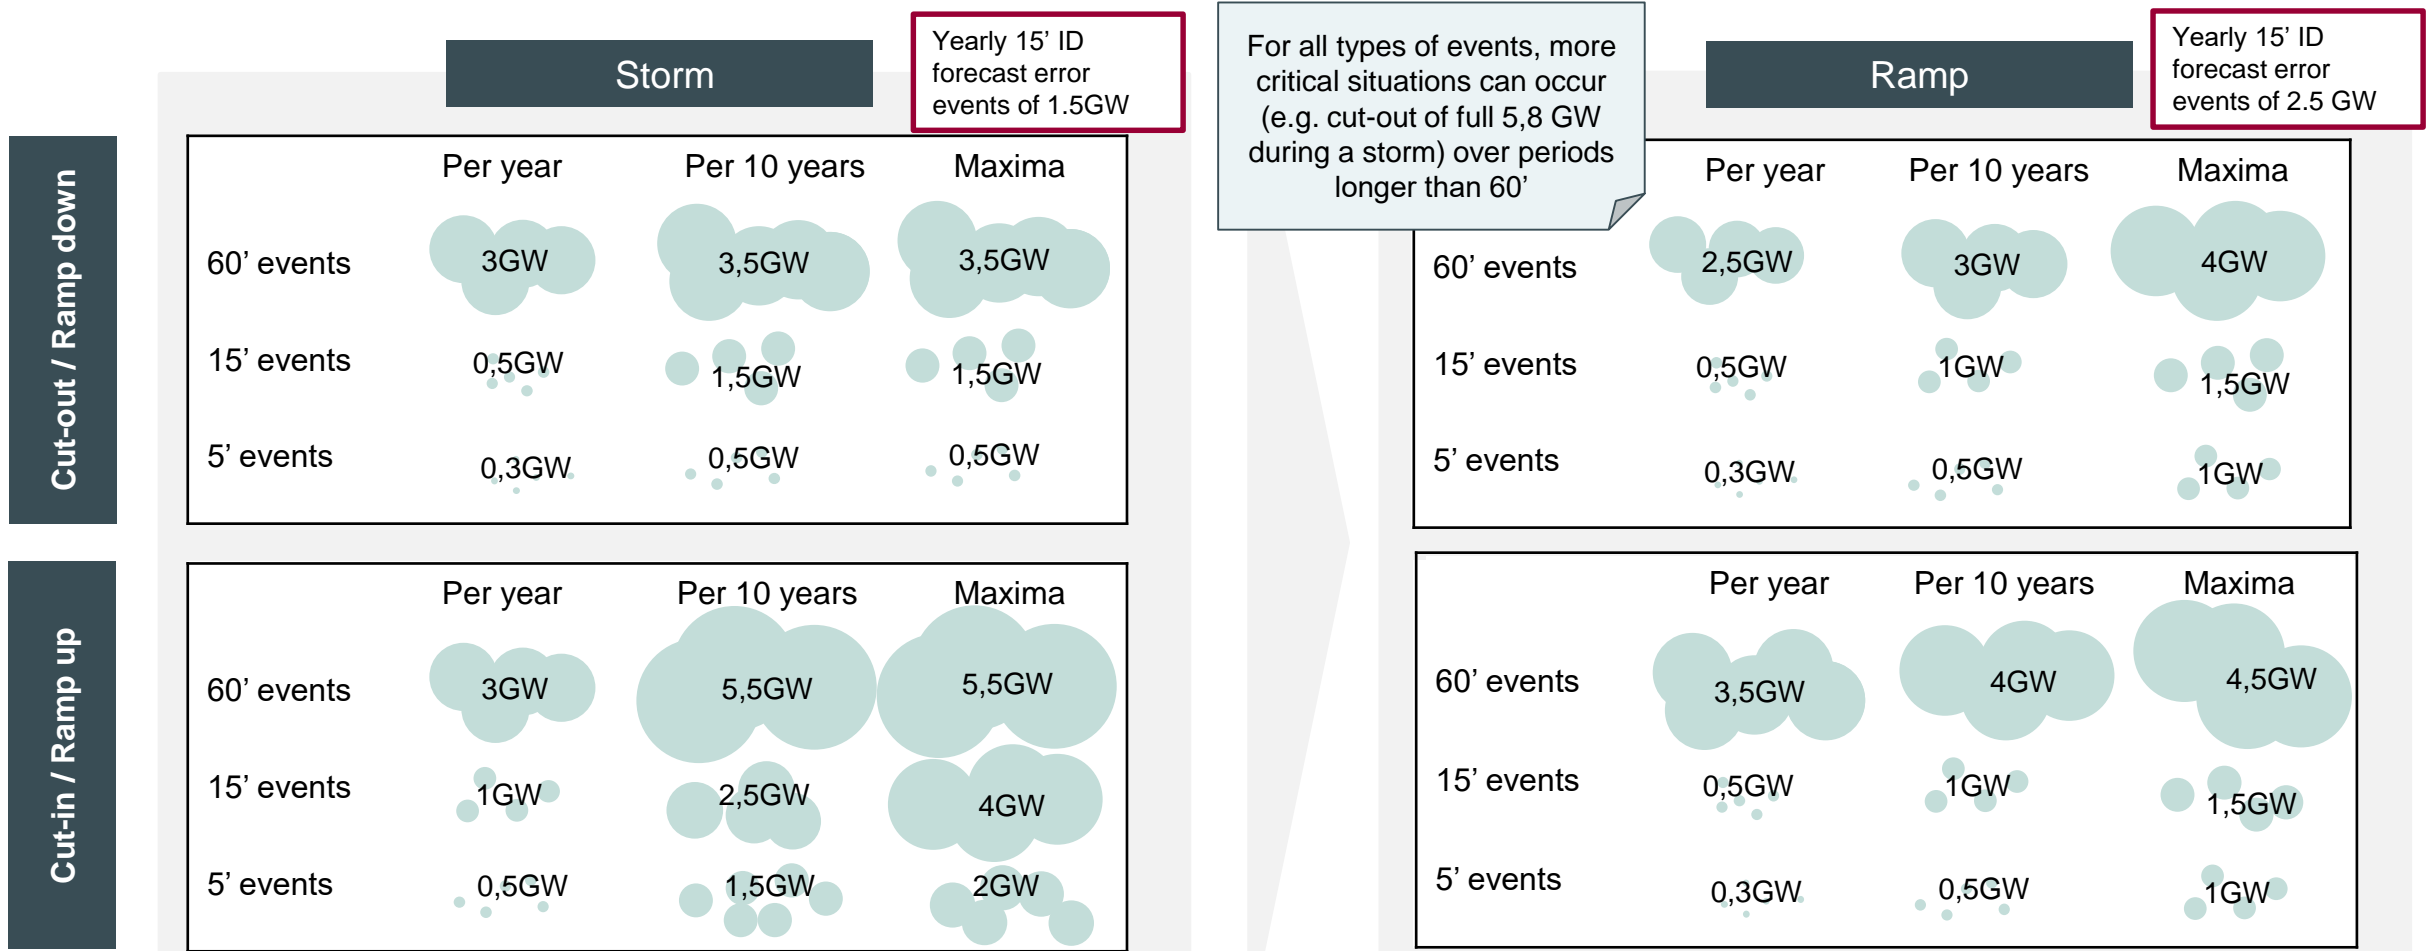 Storm
Yearly 15’ ID
forecast error
events of 1.5GW
For all types of events, more
critical situations can occur
(e.g. cut-out of full 5,8 GW
during a storm) over periods
longer than 60’
Ramp
Yearly 15’ ID
forecast error
events of 2.5 GW
Cut-out / Ramp down
Per year Per 10 years Maxima
60’ events 3GW 3,5GW 3,5GW
15’ events 0,5GW 1,5GW 1,5GW
5’ events 0,3GW 0,5GW 0,5GW
Per year Per 10 years Maxima
60’ events 2,5GW 3GW 4GW
15’ events 0,5GW 1GW 1,5GW
5’ events 0,3GW 0,5GW 1GW
Cut-in / Ramp up
Per year Per 10 years Maxima
60’ events 3GW 5,5GW 5,5GW
15’ events 1GW 2,5GW 4GW
5’ events 0,5GW 1,5GW 2GW
Per year Per 10 years Maxima
60’ events 3,5GW 4GW 4,5GW
15’ events 0,5GW 1GW 1,5GW
5’ events 0,3GW 0,5GW 1GW